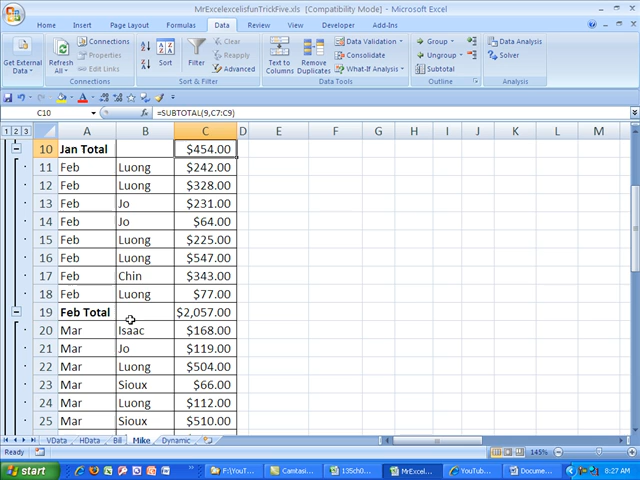 MrExcelexcelisfunTrickFive.xls [Compatibility Mode] - Microsoft Excel
Home Insert Page Layout Formulas Data Review View Developer Add-Ins
Get External Data
Refresh All
Connections
Properties
Edit Links
Connections
Sort
Filter
Clear
Reapply
Advanced
Sort & Filter
Text to Columns
Remove Duplicates
Data Validation
Consolidate
What-If Analysis
Data Tools
Group
Ungroup
Subtotal
Outline
Data Analysis
Solver
Analysis
C10 fx =SUBTOTAL(9,C7:C9)
1 2 3 A B C D E F G H I J K L M
10 Jan Total $454.00
11 Feb Luong $242.00
12 Feb Luong $328.00
13 Feb Jo $231.00
14 Feb Jo $64.00
15 Feb Luong $225.00
16 Feb Luong $547.00
17 Feb Chin $343.00
18 Feb Luong $77.00
19 Feb Total $2,057.00
20 Mar Isaac $168.00
21 Mar Jo $119.00
22 Mar Luong $504.00
23 Mar Sioux $66.00
24 Mar Luong $112.00
25 Mar Sioux $510.00
VData HData Bill Mike Dynamic
Ready 145%
start F:\YouT... Camtasi... 135ch0... MrExcel... YouTub... Docume... 8:27 AM